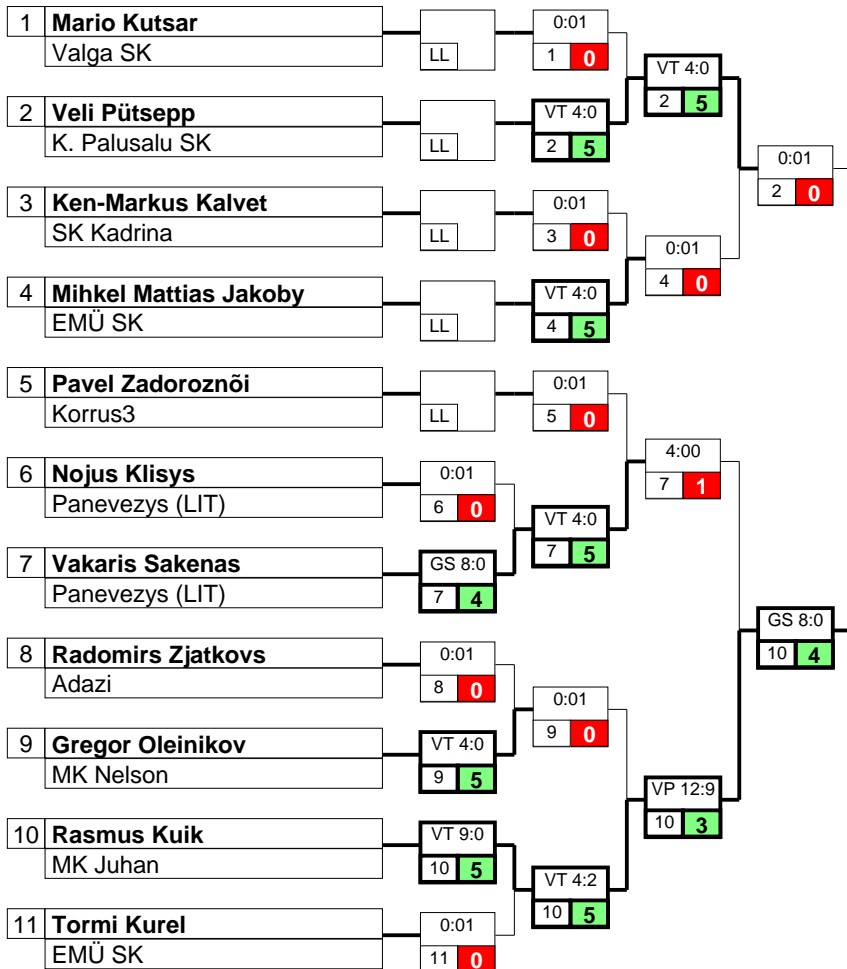 1 Mario Kutsar
Valga SK
LL
0:01
1 0
VT 4:0
2 5
2 Veli Pütsepp
K. Palusalu SK
LL
VT 4:0
2 5
0:01
2 0
3 Ken-Markus Kalvet
SK Kadrina
LL
0:01
3 0
0:01
4 0
4 Mihkel Mattias Jakoby
EMÜ SK
LL
VT 4:0
4 5
5 Pavel Zadoroznõi
Korrus3
LL
0:01
5 0
4:00
7 1
6 Nojus Klisys
Panevezys (LIT)
0:01
6 0
VT 4:0
7 5
7 Vakaris Sakenas
Panevezys (LIT)
GS 8:0
7 4
GS 8:0
10 4
8 Radomirs Zjatkovs
Adazi
0:01
8 0
0:01
9 0
9 Gregor Oleinikov
MK Nelson
VT 4:0
9 5
VP 12:9
10 3
10 Rasmus Kuik
MK Juhan
VT 9:0
10 5
VT 4:2
10 5
11 Tormi Kurel
EMÜ SK
0:01
11 0